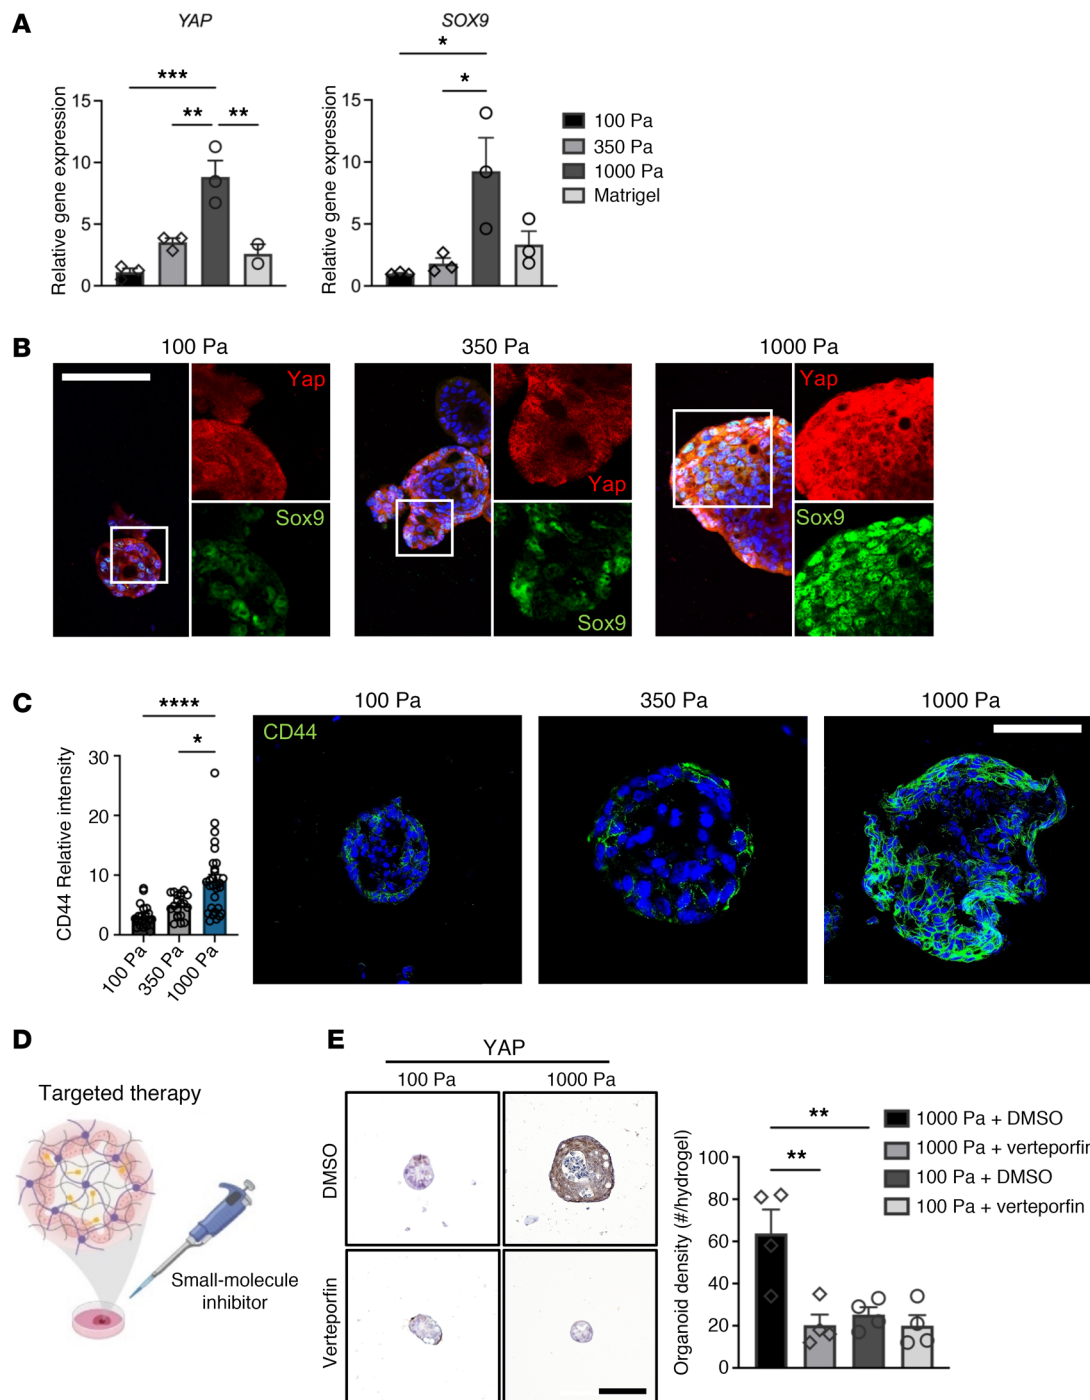 A
YAP
SOX9
***
**
**
*
*
Relative gene expression
15
10
5
0
Relative gene expression
15
10
5
0
100 Pa
350 Pa
1000 Pa
Matrigel
B
100 Pa
350 Pa
1000 Pa
Yap
Sox9
Yap
Sox9
Yap
Sox9
C
****
*
CD44 Relative intensity
30
20
10
0
100 Pa
350 Pa
1000 Pa
100 Pa
350 Pa
1000 Pa
CD44
D
Targeted therapy
Small-molecule
inhibitor
E
YAP
100 Pa
1000 Pa
DMSO
Verteporfin
**
**
Organoid density (#/hydrogel)
100
80
60
40
20
0
1000 Pa + DMSO
1000 Pa + verteporfin
100 Pa + DMSO
100 Pa + verteporfin